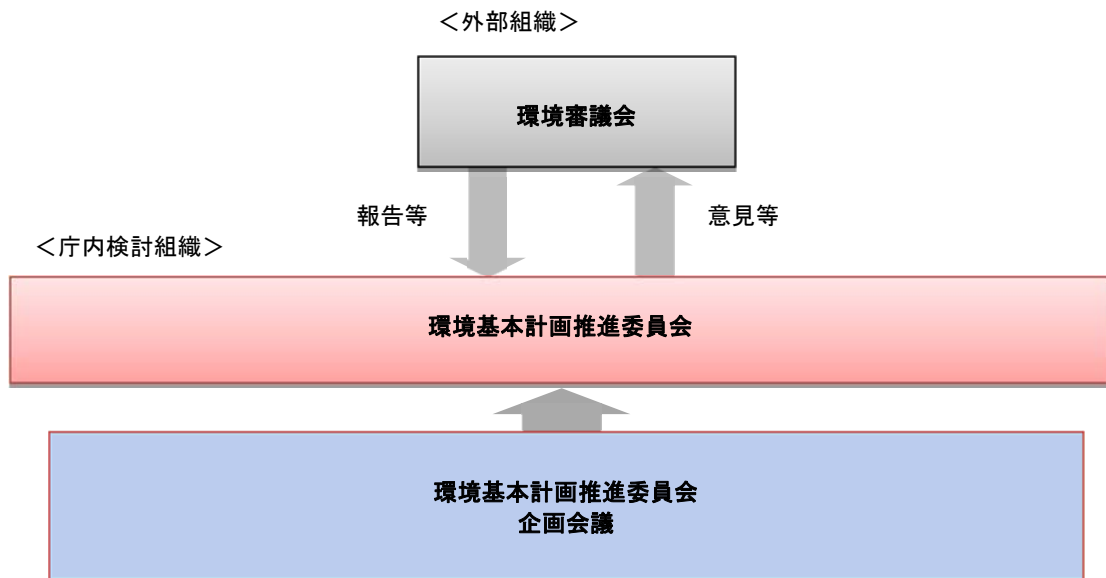 ＜外部組織＞
環境審議会
報告等
意見等
＜庁内検討組織＞
環境基本計画推進委員会
環境基本計画推進委員会
企画会議